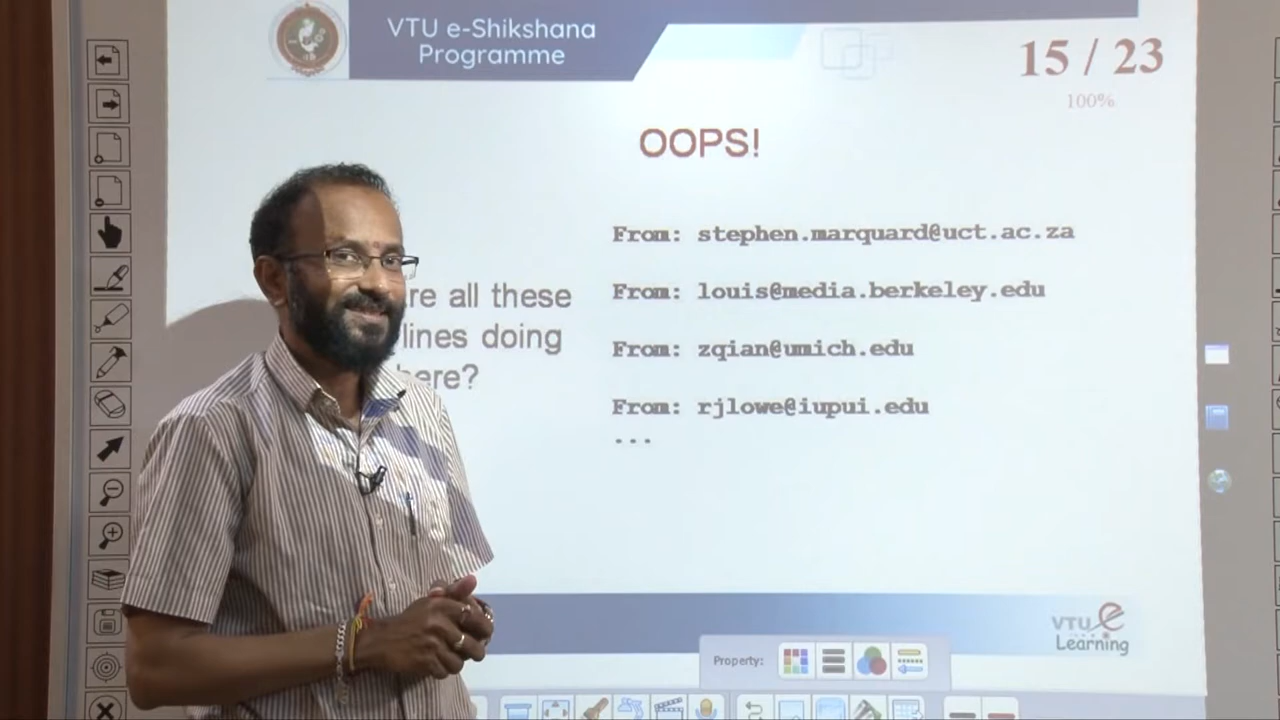 VTU e-Shikshana
Programme
15 / 23
100%
OOPS!
re all these
lines doing
here?
From: stephen.marquard@uct.ac.za
From: louis@media.berkeley.edu
From: zqian@umich.edu
From: rjlowe@iupui.edu
...
VTU e
Learning
Property: